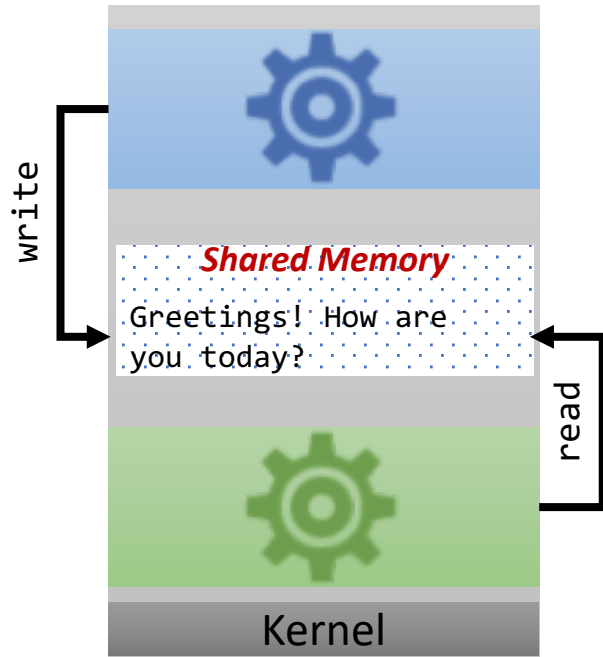 write
Shared Memory
Greetings! How are
you today?
read
Kernel